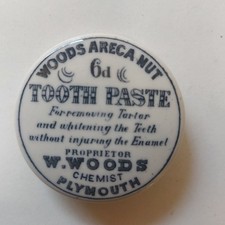 WOODS ARECA NUT
6d
TOOTH PASTE
For removing Tartar
and whitening the Teeth
without injuring the Enamel
PROPRIETOR
W. WOODS
CHEMIST
PLYMOUTH